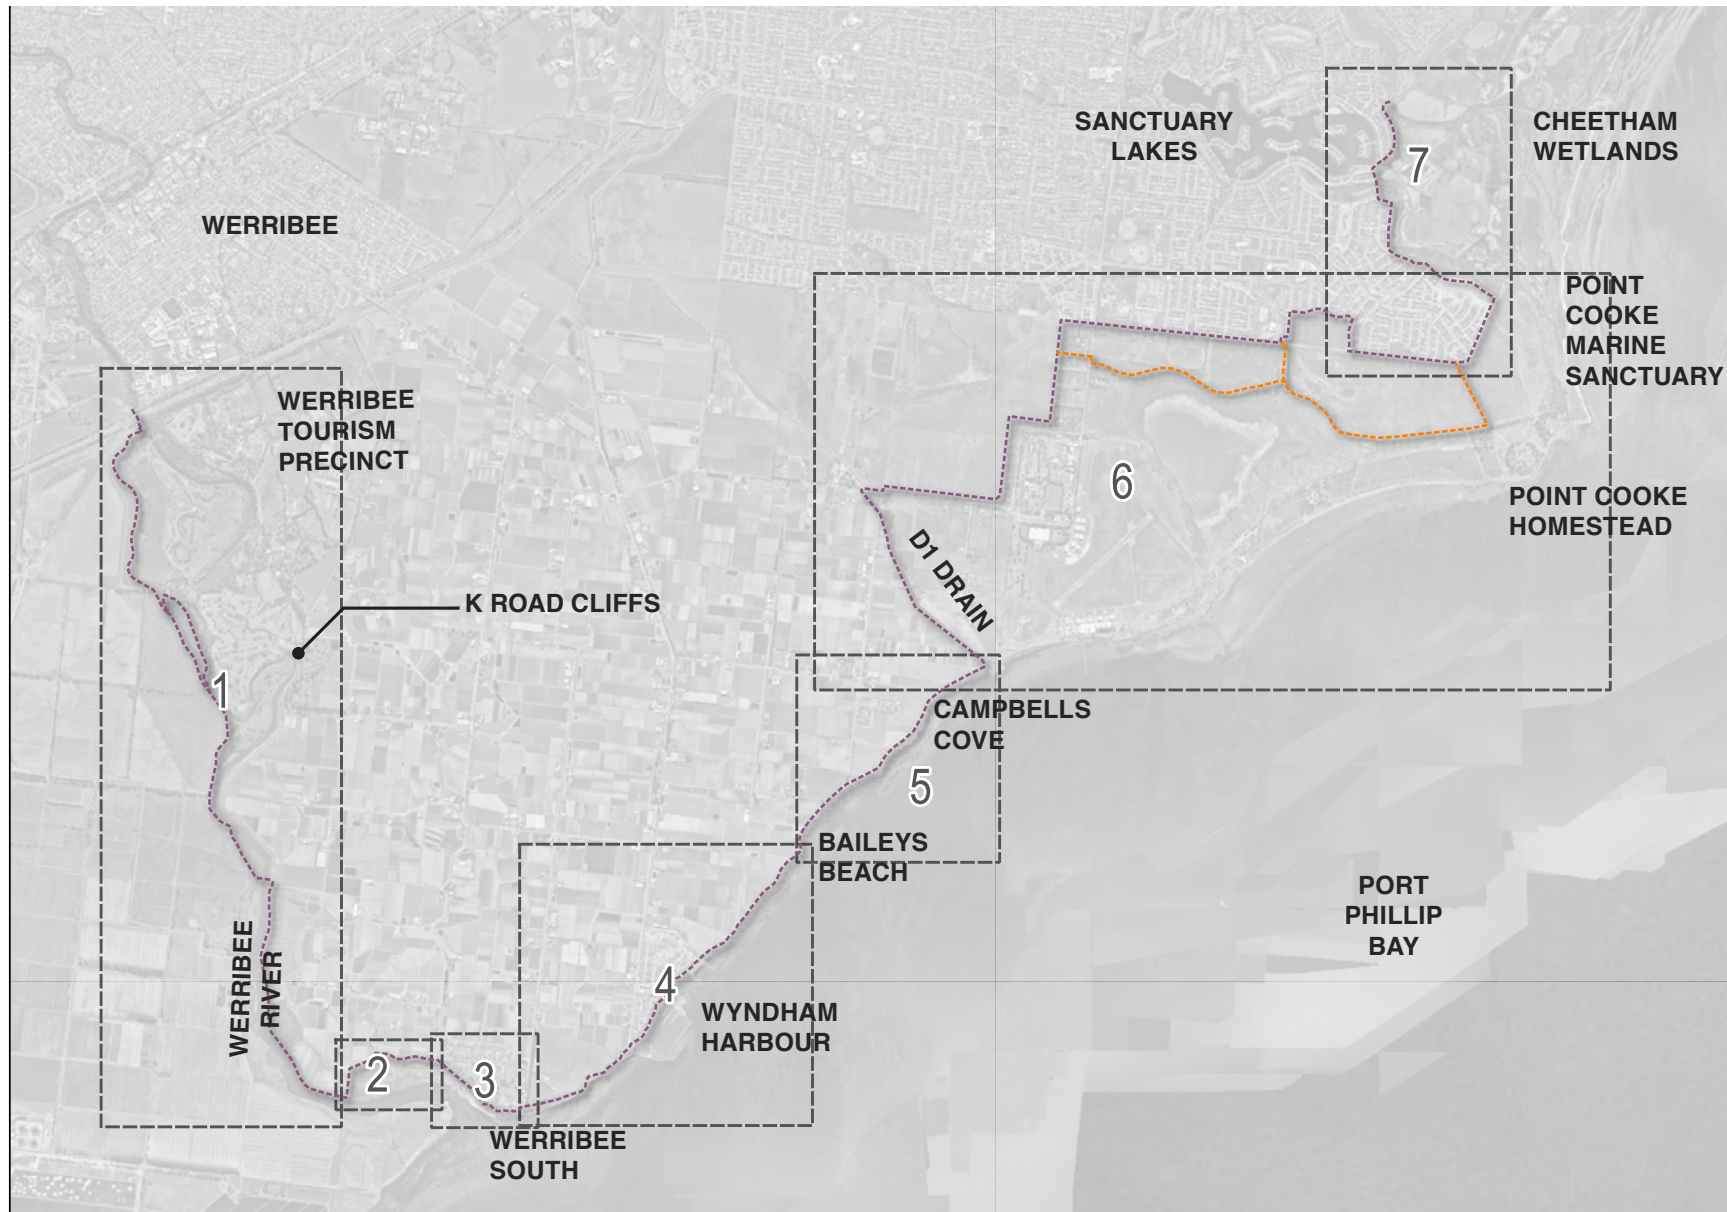 SANCTUARY
LAKES
CHEETHAM
WETLANDS
7
WERRIBEE
POINT
COOKE
MARINE
SANCTUARY
WERRIBEE
TOURISM
PRECINCT
6
POINT COOKE
HOMESTEAD
D1 DRAIN
K ROAD CLIFFS
1
CAMPBELLS
COVE
5
BAILEYS
BEACH
PORT
PHILLIP
BAY
WERRIBEE
RIVER
4
WYNDHAM
HARBOUR
2
3
WERRIBEE
SOUTH